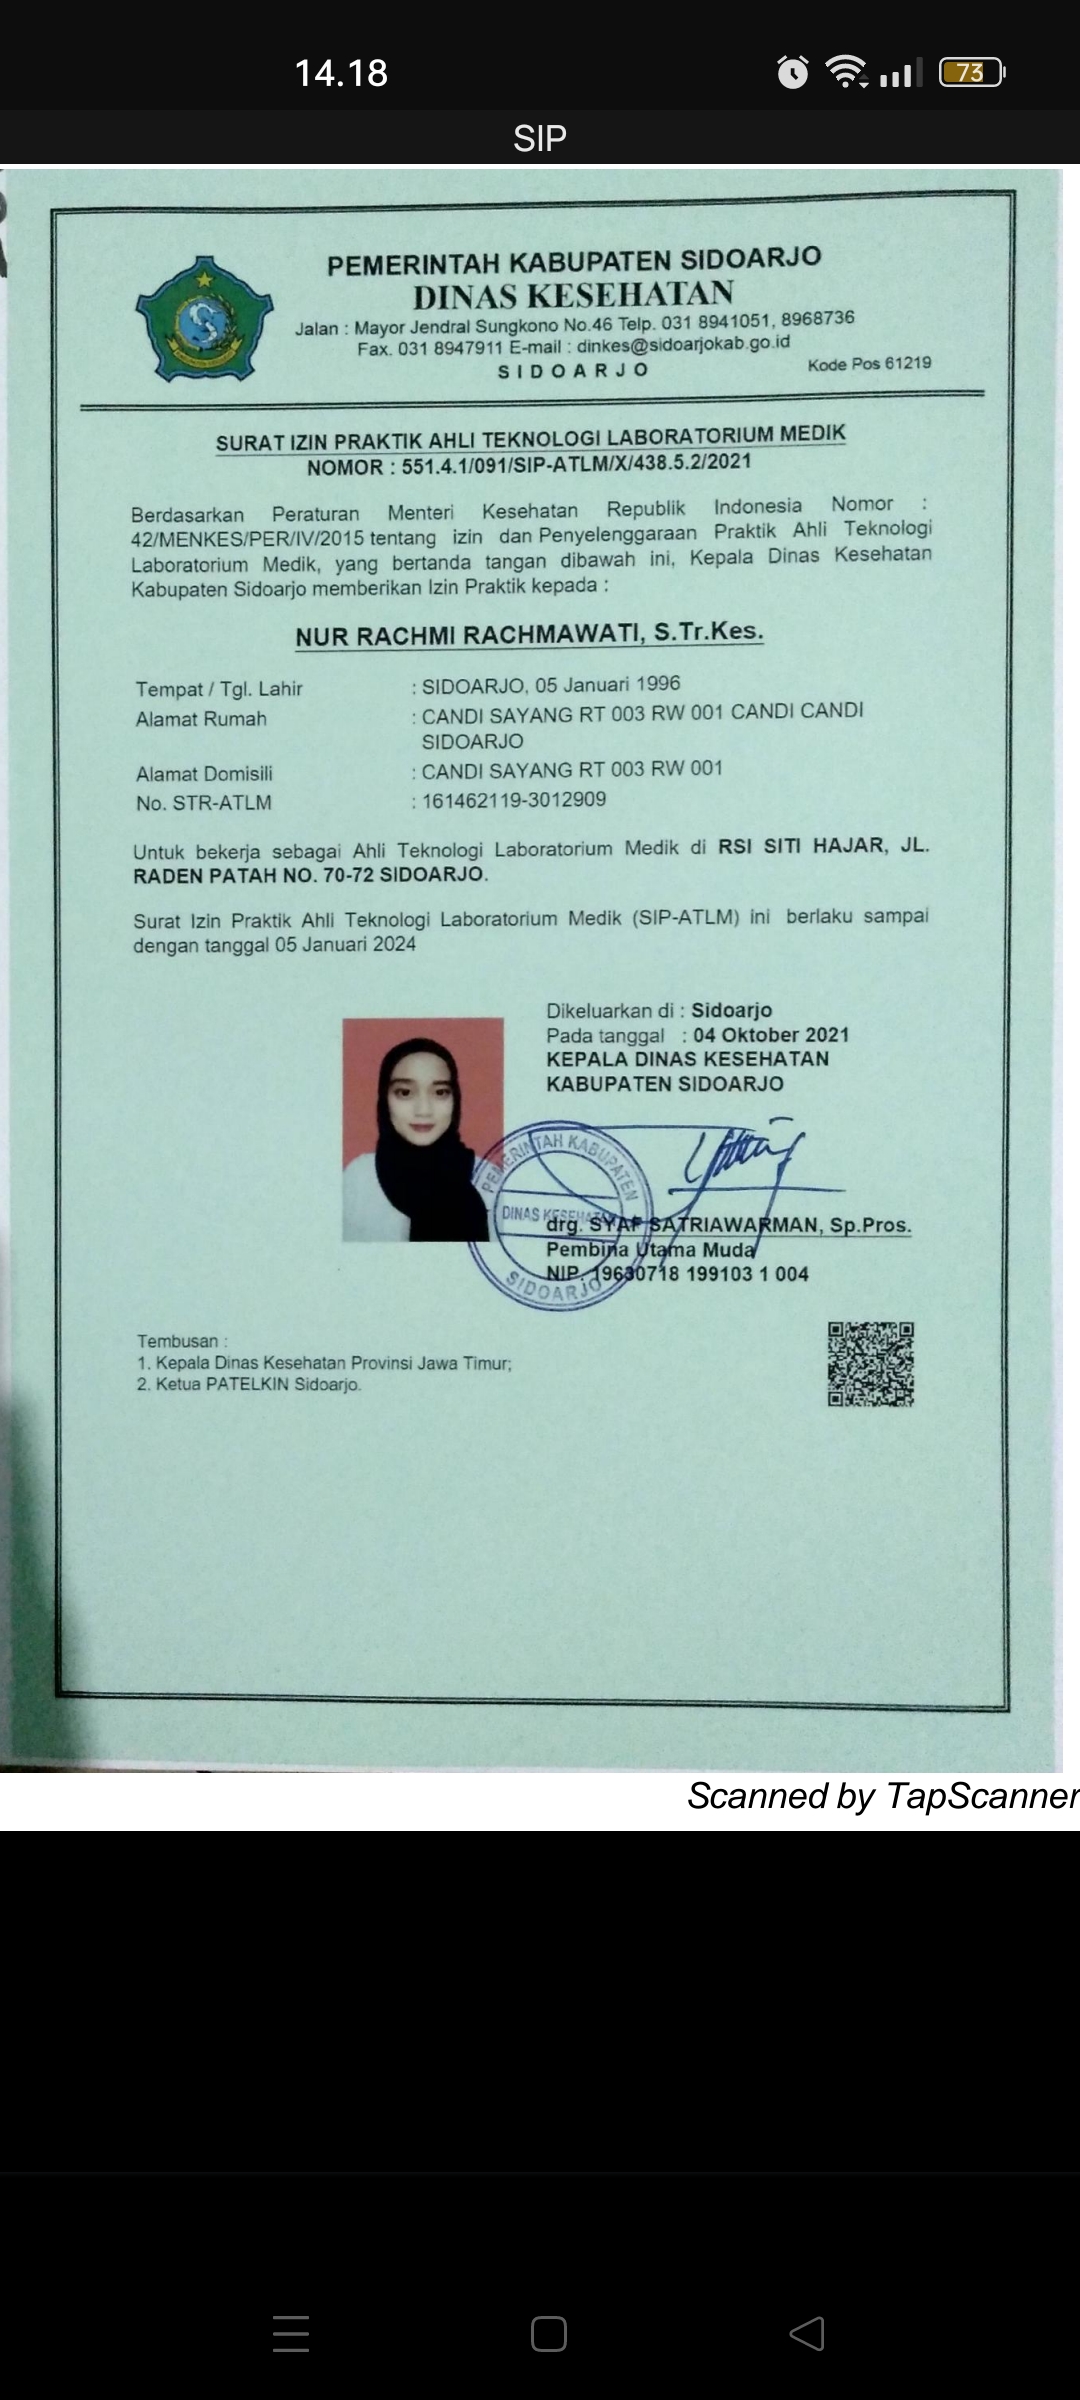 14.18
73
SIP
PEMERINTAH KABUPATEN SIDOARJO
DINAS KESEHATAN
Jalan : Mayor Jendral Sungkono No.46 Telp. 031 8941051, 8968736
Fax. 031 8947911 E-mail : dinkes@sidoarjokab.go.id
SIDOARJO
Kode Pos 61219
SURAT IZIN PRAKTIK AHLI TEKNOLOGI LABORATORIUM MEDIK
NOMOR : 551.4.1/091/SIP-ATLM/X/438.5.2/2021
Berdasarkan Peraturan Menteri Kesehatan Republik Indonesia Nomor :
42/MENKES/PER/IV/2015 tentang izin dan Penyelenggaraan Praktik Ahli Teknologi
Laboratorium Medik, yang bertanda tangan dibawah ini, Kepala Dinas Kesehatan
Kabupaten Sidoarjo memberikan Izin Praktik kepada :
NUR RACHMI RACHMAWATI, S.Tr.Kes.
Tempat / Tgl. Lahir : SIDOARJO, 05 Januari 1996
Alamat Rumah : CANDI SAYANG RT 003 RW 001 CANDI CANDI
SIDOARJO
Alamat Domisili : CANDI SAYANG RT 003 RW 001
No. STR-ATLM : 161462119-3012909
Untuk bekerja sebagai Ahli Teknologi Laboratorium Medik di RSI SITI HAJAR, JL.
RADEN PATAH NO. 70-72 SIDOARJO.
Surat Izin Praktik Ahli Teknologi Laboratorium Medik (SIP-ATLM) ini berlaku sampai
dengan tanggal 05 Januari 2024
Dikeluarkan di : Sidoarjo
Pada tanggal : 04 Oktober 2021
KEPALA DINAS KESEHATAN
KABUPATEN SIDOARJO
PEMERINTAH KABUPATEN
DINAS KESEHATAN
SIDOARJO
drg. SYAF SATRIAWARMAN, Sp.Pros.
Pembina Utama Muda
NIP. 19630718 199103 1 004
Tembusan :
1. Kepala Dinas Kesehatan Provinsi Jawa Timur;
2. Ketua PATELKIN Sidoarjo.
Scanned by TapScanner